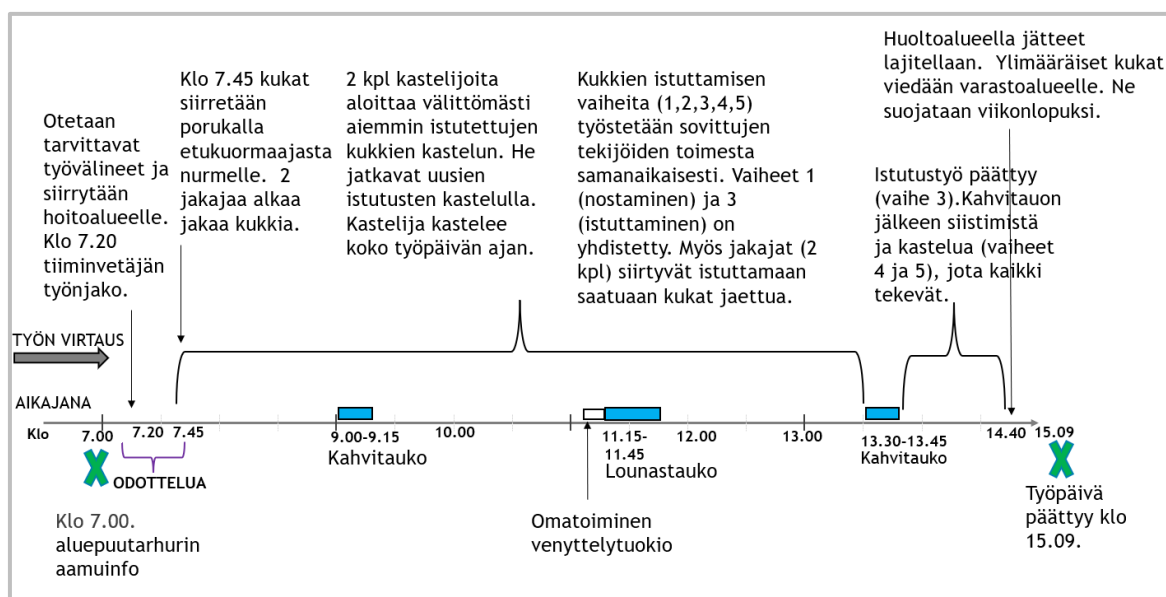 Otetaan
tarvittavat
työvälineet ja
siirrytään
hoitoalueelle.
Klo 7.20
tiiminvetäjän
työnjako.
Klo 7.45 kukat
siirretään
porukalla
etukuormaajasta
nurmelle. 2
jakajaa alkaa
jakaa kukkia.
2 kpl kastelijoita
aloittaa välittömästi
aiemmin istutettujen
kukkien kastelun. He
jatkavat uusien
istutusten kastelulla.
Kastelija kastelee
koko työpäivän ajan.
Kukkien istuttamisen
vaiheita (1,2,3,4,5)
työstetään sovittujen
tekijöiden toimesta
samanaikaisesti. Vaiheet 1
(nostaminen) ja 3
(istuttaminen) on
yhdistetty. Myös jakajat (2
kpl) siirtyvät istuttamaan
saatuaan kukat jaettua.
Huoltoalueella jätteet
lajitellaan. Ylimääräiset kukat
viedään varastoalueelle. Ne
suojataan viikonlopuksi.
Istutustyö päättyy
(vaihe 3).Kahvitauon
jälkeen siistimistä
ja kastelua (vaiheet
4 ja 5), jota kaikki
tekevät.
TYÖN VIRTAUS
AIKAJANA
Klo
7.00
7.20
7.45
9.00-9.15
Kahvitauko
10.00
11.15-
11.45
Lounastauko
12.00
13.00
13.30-13.45
Kahvitauko
14.40
15.09
ODOTTELUA
Klo 7.00.
aluepuutarhurin
aamuinfo
Omatoiminen
venyttelytuokio
Työpäivä
päättyy klo
15.09.